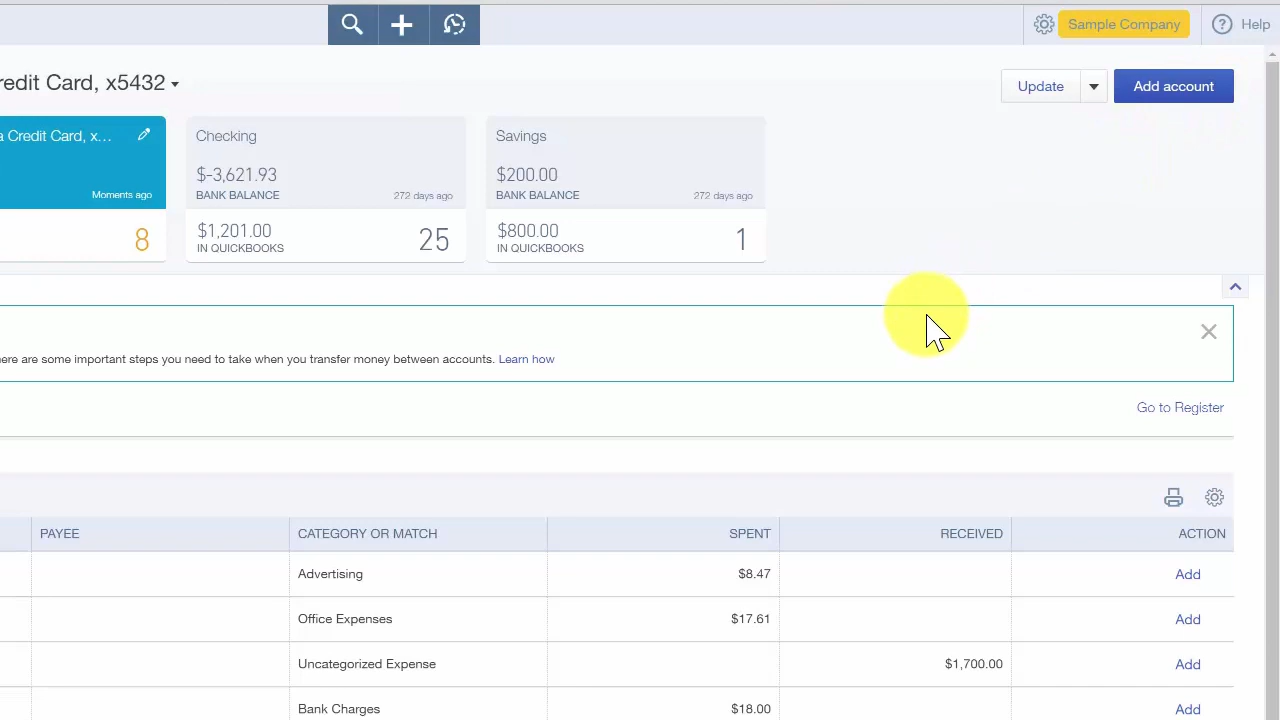 Sample Company
Help
redit Card, x5432
Update
Add account
a Credit Card, x...
Moments ago
8
Checking
$-3,621.93
BANK BALANCE
272 days ago
$1,201.00
IN QUICKBOOKS
25
Savings
$200.00
BANK BALANCE
272 days ago
$800.00
IN QUICKBOOKS
1
ere are some important steps you need to take when you transfer money between accounts. Learn how
Go to Register
PAYEE CATEGORY OR MATCH SPENT RECEIVED ACTION
Advertising $8.47 Add
Office Expenses $17.61 Add
Uncategorized Expense $1,700.00 Add
Bank Charges $18.00 Add